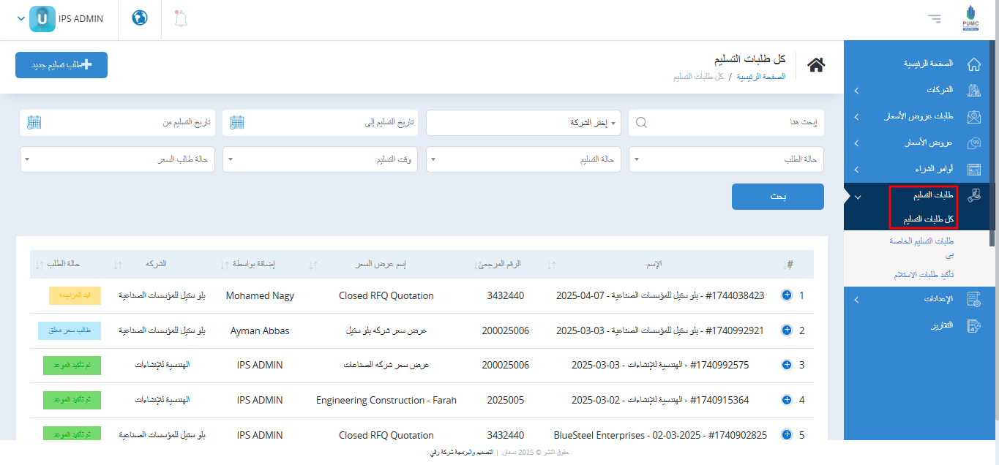 IPS ADMIN
PUMC
كل طلبات التسليم
الصفحة الرئيسية / كل طلبات التسليم
طلب تسليم جديد
الصفحة الرئيسية
الشركات
طلبات عروض الأسعار
عروض الأسعار
أوامر الشراء
طلبات التسليم
كل طلبات التسليم
طلبات التسليم الخاصة
بى
تأكيد طلبات الاستلام
الإعدادات
التقارير
إبحث هنا
إختر الشركة
تاريخ التسليم إلى
تاريخ التسليم من
حالة الطلب
حالة التسليم
وقت التسليم
حالة طالب السعر
بحث
# الإسم الرقم المرجعى إسم عرض السعر إضافة بواسطة الشركه حالة الطلب
1 #1744038423 - بلو ستيل للمؤسسات الصناعية - 2025-04-07 3432440 Closed RFQ Quotation Mohamed Nagy بلو ستيل للمؤسسات الصناعية قيد المراجعه
2 #1740992921 - بلو ستيل للمؤسسات الصناعية - 2025-03-03 200025006 عرض سعر شركه بلو ستيل Ayman Abbas بلو ستيل للمؤسسات الصناعية طالب سعر معلق
3 #1740992575 - الهندسية للإنشاءات - 2025-03-03 200025006 عرض سعر شركه الصناعات IPS ADMIN الهندسية للإنشاءات تم تأكيد الموعد
4 #1740915364 - الهندسية للإنشاءات - 2025-03-02 2025005 Engineering Construction - Farah IPS ADMIN الهندسية للإنشاءات تم تأكيد الموعد
5 BlueSteel Enterprises - 02-03-2025 - #1740902825 3432440 Closed RFQ Quotation IPS ADMIN بلو ستيل للمؤسسات الصناعية تم تأكيد الموعد
حقوق النشر © 2025 نسمان. | التصميم والبرمجة شركة رقي .